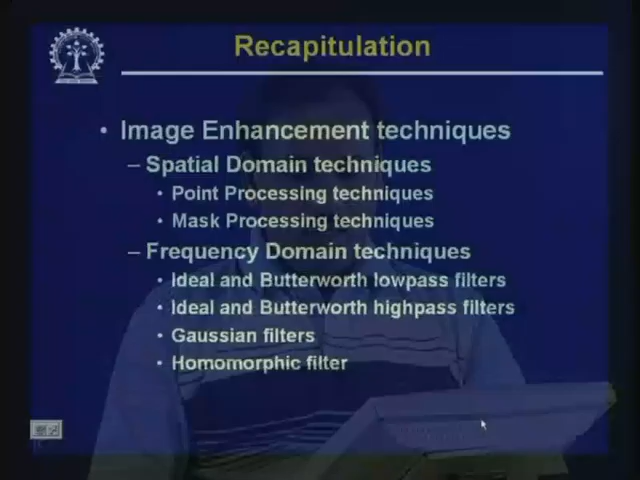 Recapitulation
• Image Enhancement techniques
– Spatial Domain techniques
• Point Processing techniques
• Mask Processing techniques
– Frequency Domain techniques
• Ideal and Butterworth lowpass filters
• Ideal and Butterworth highpass filters
• Gaussian filters
• Homomorphic filter